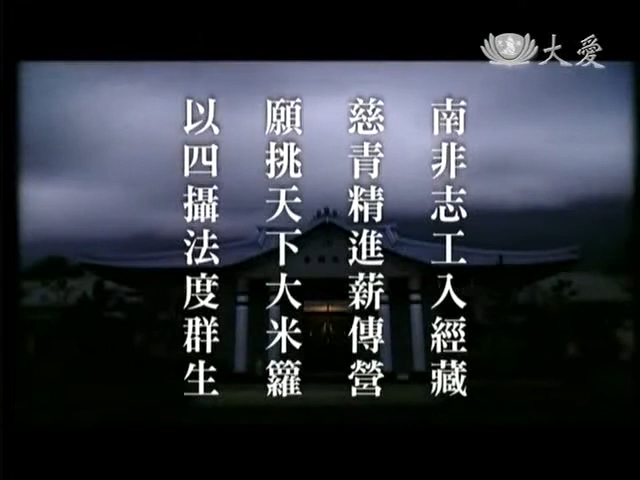 大愛
南非志工入經藏
慈青精進薪傳營
願挑天下大米籮
以四攝法度群生